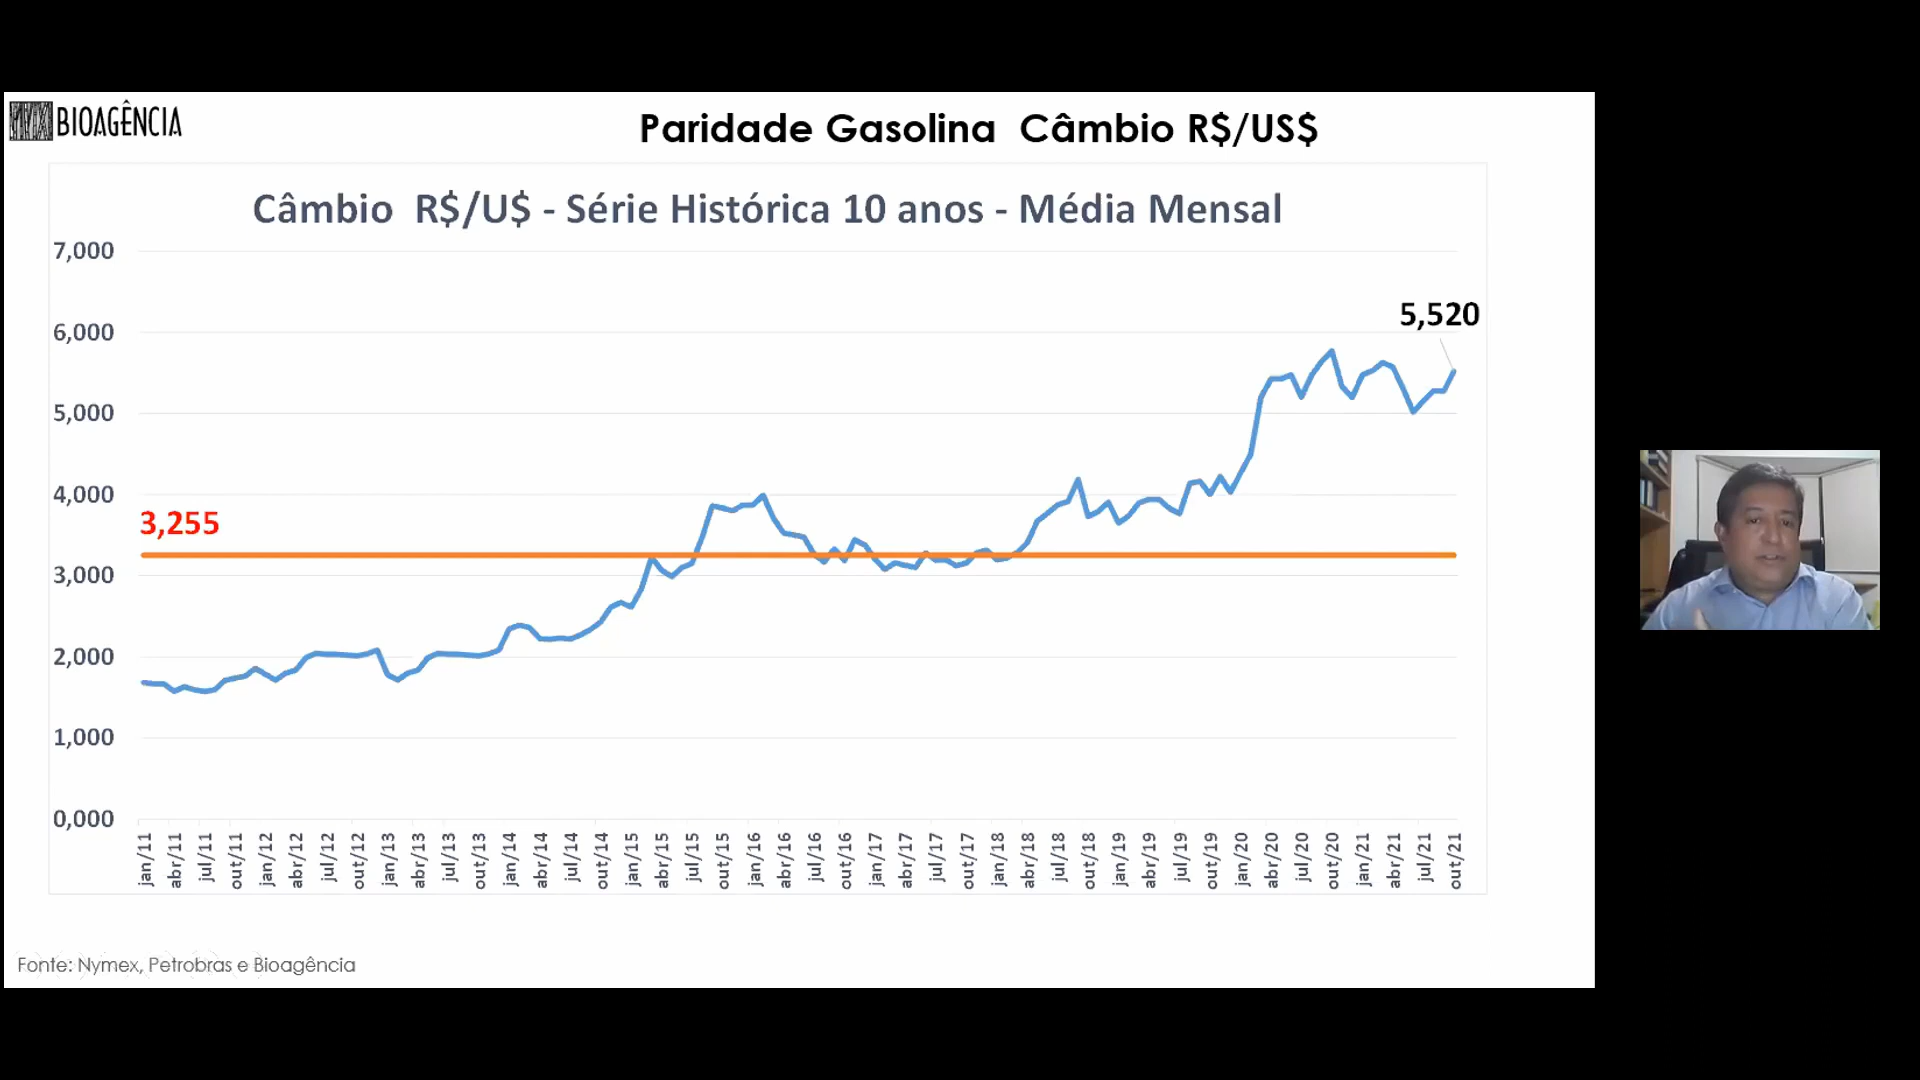 BIOAGÊNCIA
Paridade Gasolina Câmbio R$/US$
Câmbio R$/U$ - Série Histórica 10 anos - Média Mensal
7,000
6,000
5,000
4,000
3,000
2,000
1,000
0,000
5,520
3,255
jan/11
abr/11
jul/11
out/11
jan/12
abr/12
jul/12
out/12
jan/13
abr/13
jul/13
out/13
jan/14
abr/14
jul/14
out/14
jan/15
abr/15
jul/15
out/15
jan/16
abr/16
jul/16
out/16
jan/17
abr/17
jul/17
out/17
jan/18
abr/18
jul/18
out/18
jan/19
abr/19
jul/19
out/19
jan/20
abr/20
jul/20
out/20
jan/21
abr/21
jul/21
out/21
Fonte: Nymex, Petrobras e Bioagência